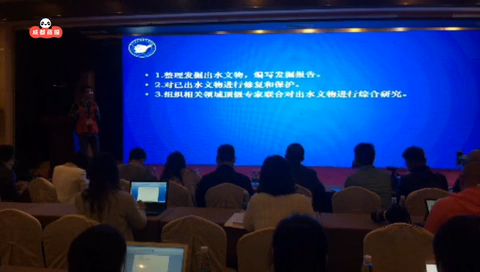 成都商报
• 1.整理发掘出水文物，编写发掘报告。
• 2.对已出水文物进行修复和保护。
• 3.组织相关领域顶级专家联合对出水文物进行综合研究。